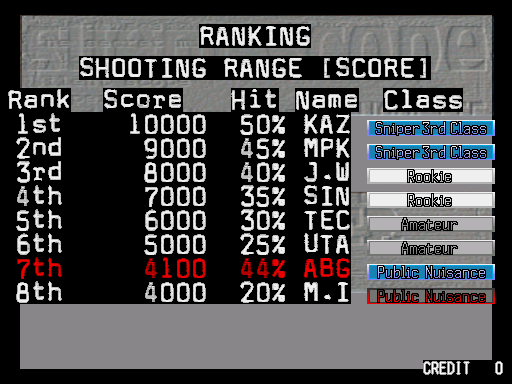 RANKING
SHOOTING RANGE [SCORE]
Rank Score Hit Name Class
1st 10000 50% KAZ Sniper 3rd Class
2nd 9000 45% MPK Sniper 3rd Class
3rd 8000 40% J.W Rookie
4th 7000 35% SIN Rookie
5th 6000 30% TEC Amateur
6th 5000 25% UTA Amateur
7th 4100 44% ABG Public Nuisance
8th 4000 20% M.I Public Nuisance
CREDIT 0